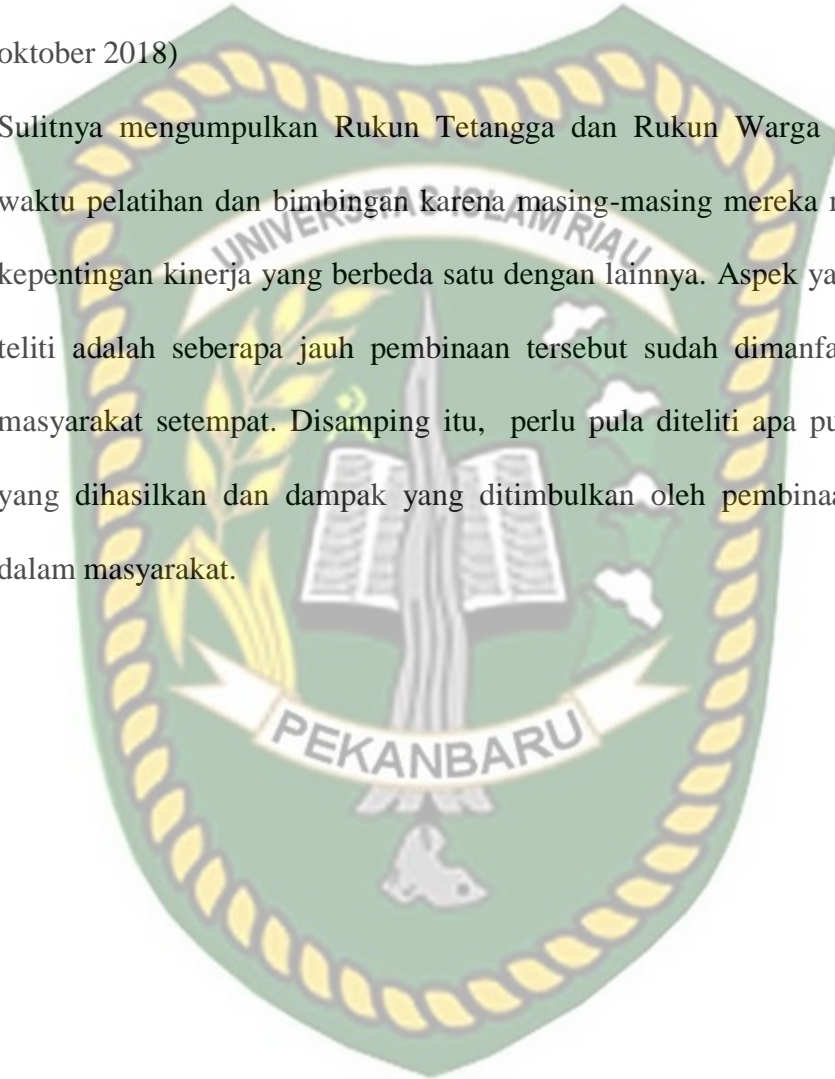 oktober 2018)
Sulitnya mengumpulkan Rukun Tetangga dan Rukun Warga
waktu pelatihan dan bimbingan karena masing-masing mereka
UNIVERSITAS ISLAM RIAU
kepentingan kinerja yang berbeda satu dengan lainnya. Aspek
teliti adalah seberapa jauh pembinaan tersebut sudah
masyarakat setempat. Disamping itu, perlu pula diteliti apa
yang dihasilkan dan dampak yang ditimbulkan oleh
dalam masyarakat.
PEKANBARU